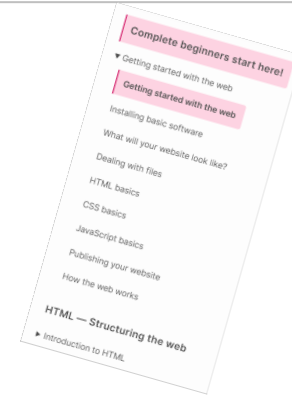 Complete beginners start here!
▼ Getting started with the web
Getting started with the web
Installing basic software
What will your website look like?
Dealing with files
HTML basics
CSS basics
JavaScript basics
Publishing your website
How the web works
HTML — Structuring the web
▶ Introduction to HTML